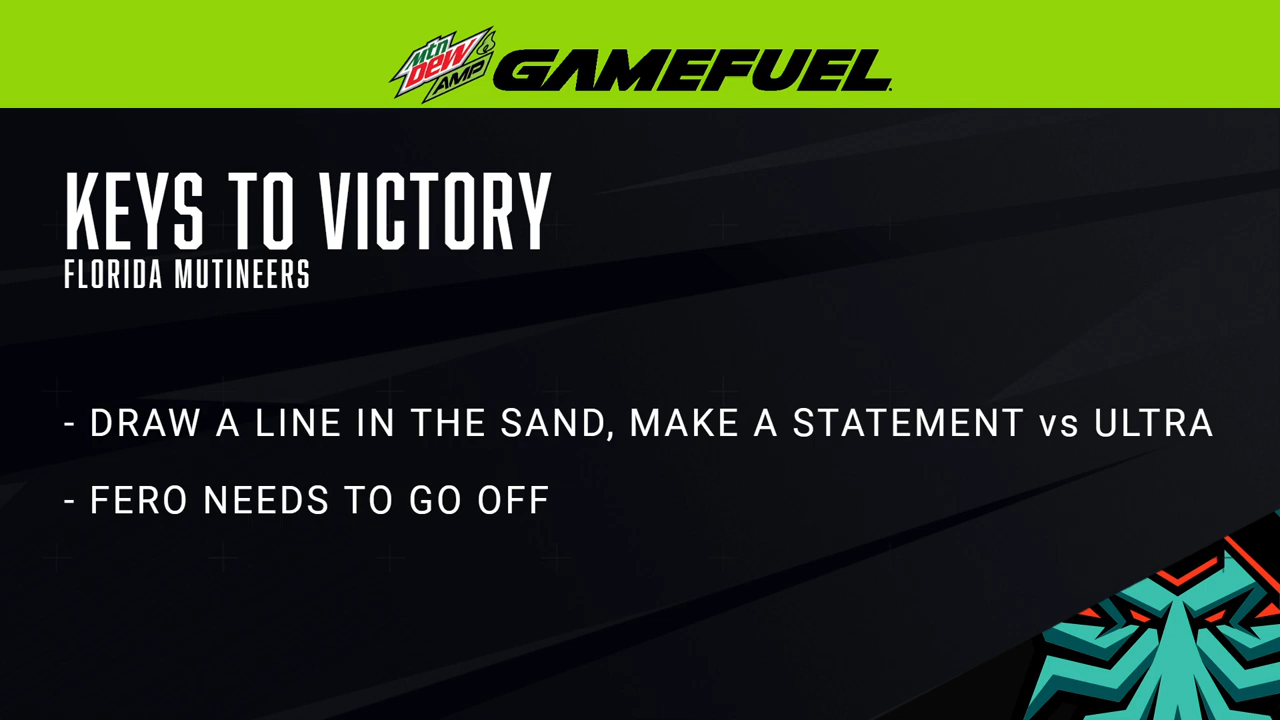 mtn
DEW
AMP
GAMEFUEL.
KEYS TO VICTORY
FLORIDA MUTINEERS
- DRAW A LINE IN THE SAND, MAKE A STATEMENT vs ULTRA
- FERO NEEDS TO GO OFF